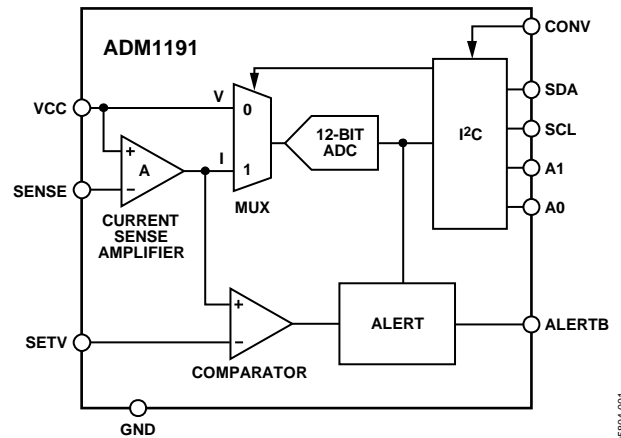 ADM1191
CONV
VCC
V
0
12-BIT
ADC
I²C
SDA
SCL
A1
A0
+
A
−
I
1
MUX
SENSE
CURRENT
SENSE
AMPLIFIER
+
−
ALERT
ALERTB
SETV
COMPARATOR
GND